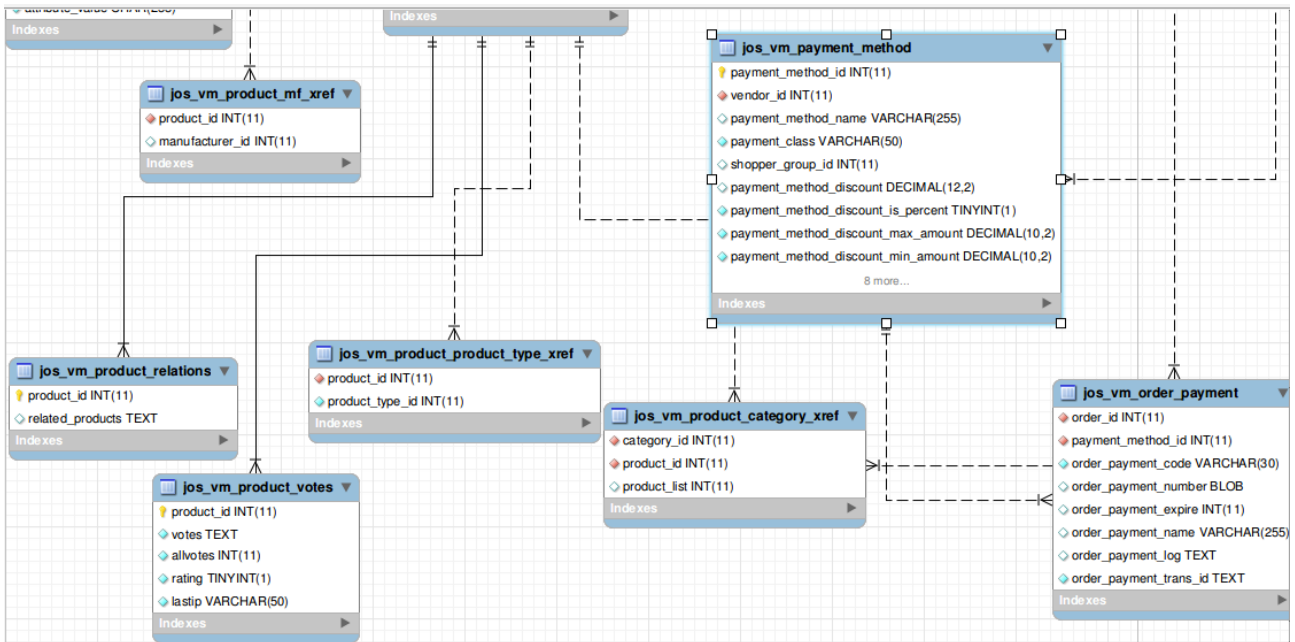 attribute_value CHAR(255)
Indexes
Indexes
jos_vm_product_mf_xref
product_id INT(11)
manufacturer_id INT(11)
Indexes
jos_vm_payment_method
payment_method_id INT(11)
vendor_id INT(11)
payment_method_name VARCHAR(255)
payment_class VARCHAR(50)
shopper_group_id INT(11)
payment_method_discount DECIMAL(12,2)
payment_method_discount_is_percent TINYINT(1)
payment_method_discount_max_amount DECIMAL(10,2)
payment_method_discount_min_amount DECIMAL(10,2)
8 more...
Indexes
jos_vm_product_relations
product_id INT(11)
related_products TEXT
Indexes
jos_vm_product_product_type_xref
product_id INT(11)
product_type_id INT(11)
Indexes
jos_vm_product_category_xref
category_id INT(11)
product_id INT(11)
product_list INT(11)
Indexes
jos_vm_order_payment
order_id INT(11)
payment_method_id INT(11)
order_payment_code VARCHAR(30)
order_payment_number BLOB
order_payment_expire INT(11)
order_payment_name VARCHAR(255)
order_payment_log TEXT
order_payment_trans_id TEXT
Indexes
jos_vm_product_votes
product_id INT(11)
votes TEXT
allvotes INT(11)
rating TINYINT(1)
lastip VARCHAR(50)
Indexes